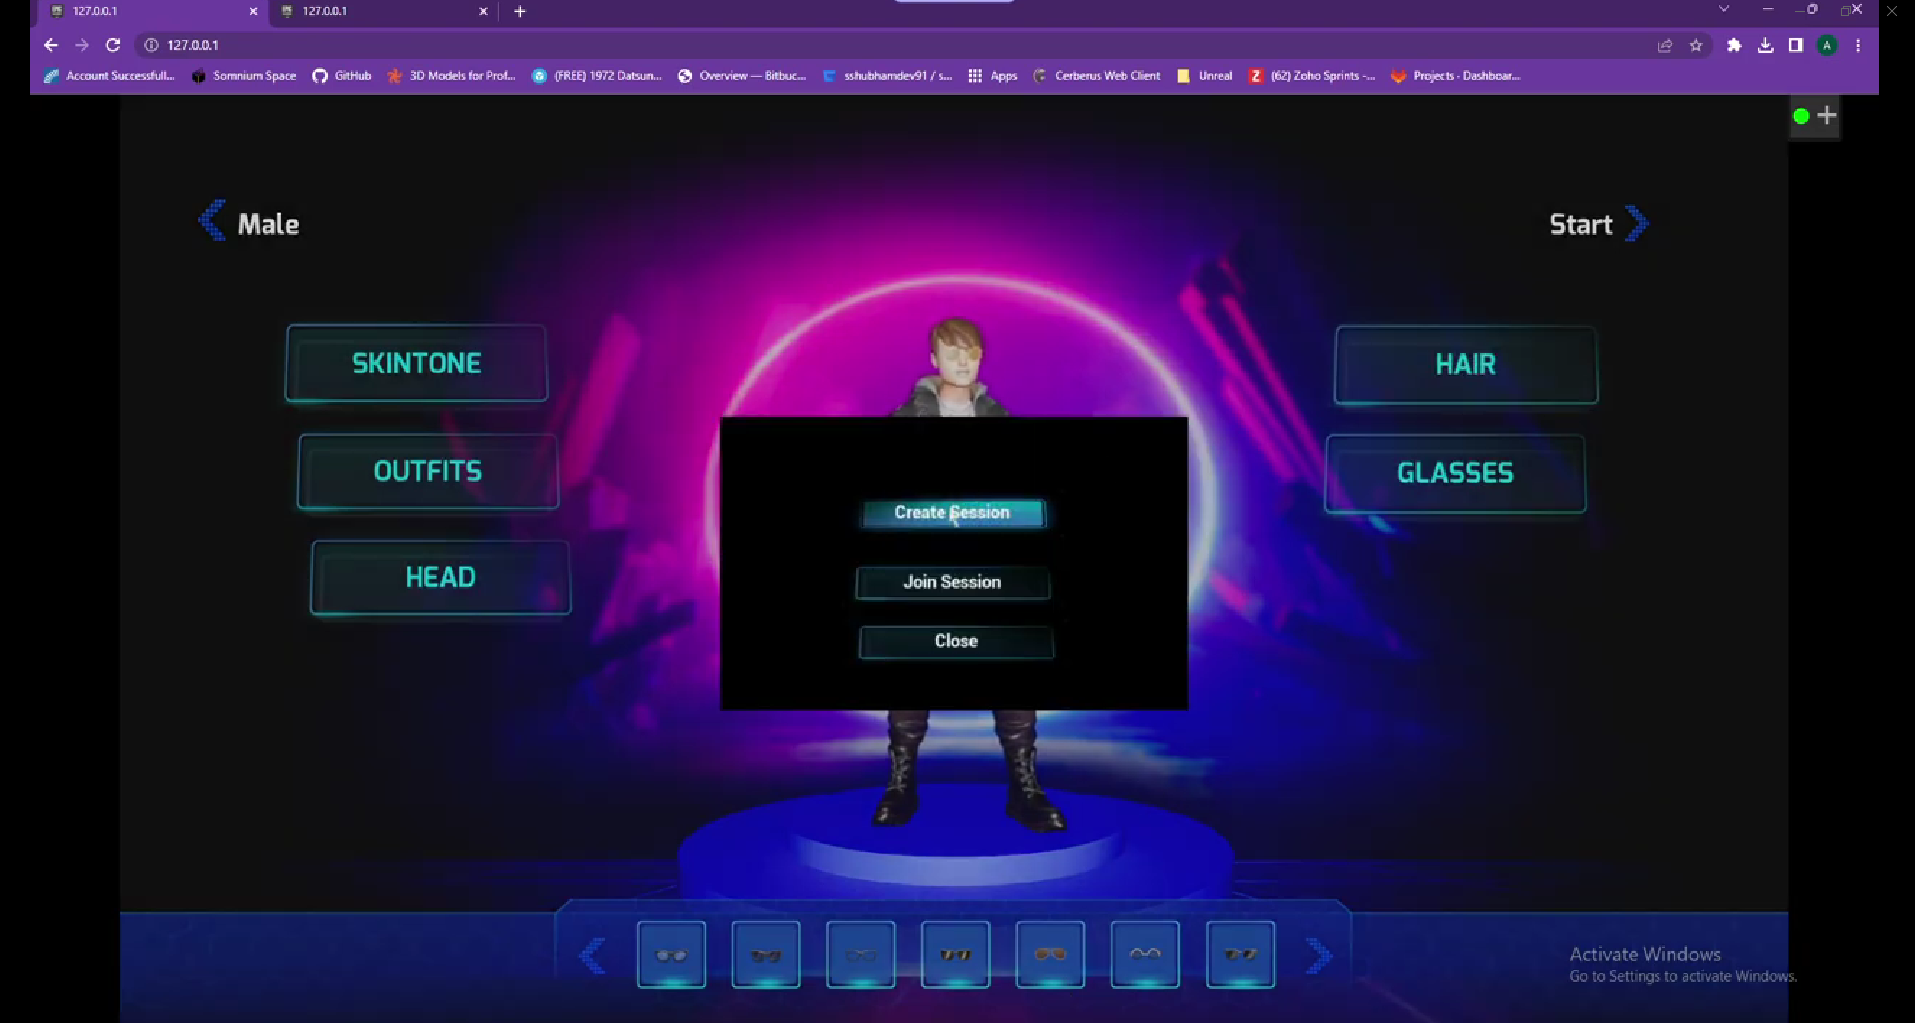 127.0.0.1
127.0.0.1
127.0.0.1
A
Account Successfull...
Somnium Space
GitHub
3D Models for Prof...
(FREE) 1972 Datsun...
Overview — Bitbuc...
sshubhamdev91 / s...
Apps
Cerberus Web Client
Unreal
Z
(62) Zoho Sprints -...
Projects - Dashboar...
Male
Start
SKINTONE
HAIR
OUTFITS
GLASSES
HEAD
Create Session
Join Session
Close
Activate Windows
Go to Settings to activate Windows.